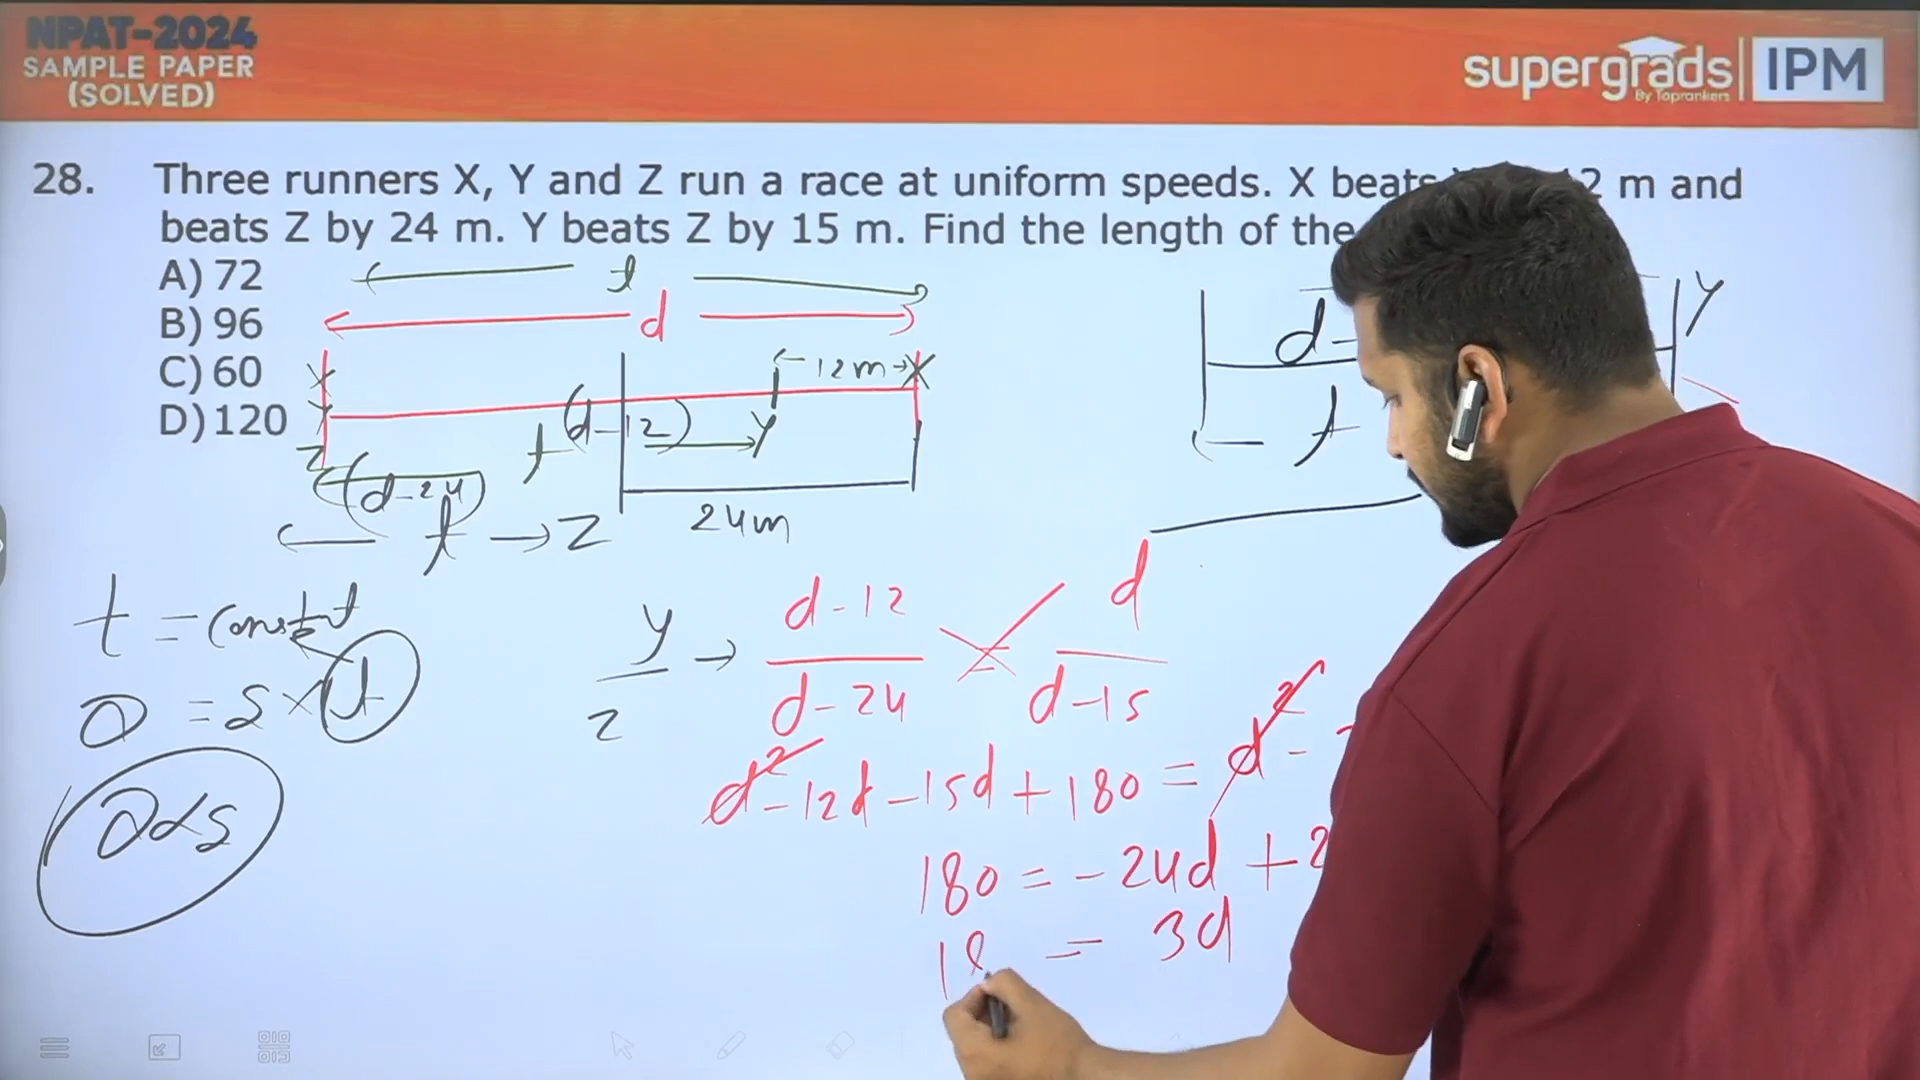 NPAT-2024
SAMPLE PAPER
(SOLVED)
supergrads
By Toprankers
IPM
28. Three runners X, Y and Z run a race at uniform speeds. X beats 12 m and
beats Z by 24 m. Y beats Z by 15 m. Find the length of the
A) 72
B) 96
C) 60
D) 120
t
d
12m X
X
Y
Z
(d-12) Y
t
(d-24)
t Z
24m
d-
Y
t
t = Constant
D = S × t
D∝S
Y/Z → d-12/d-24 = d/d-15
d²-12d-15d+180 = d²-
180 = -24d + 2
18 = 3d